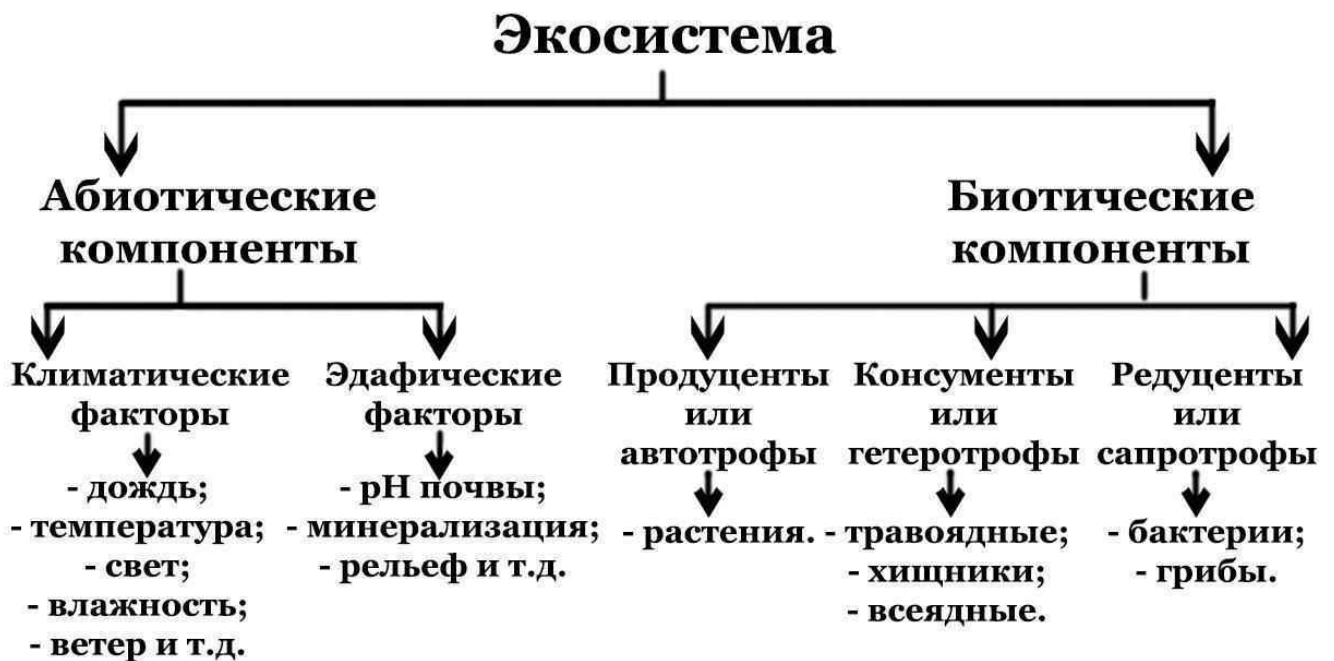 Экосистема
Абиотические
компоненты
Биотические
компоненты
Климатические
факторы
- дождь;
- температура;
- свет;
- влажность;
- ветер и т.д.
Эдафические
факторы
- pH почвы;
- минерализация;
- рельеф и т.д.
Продуценты
или
автотрофы
- растения.
Консументы
или
гетеротрофы
- травоядные;
- хищники;
- всеядные.
Редуценты
или
сапротрофы
- бактерии;
- грибы.